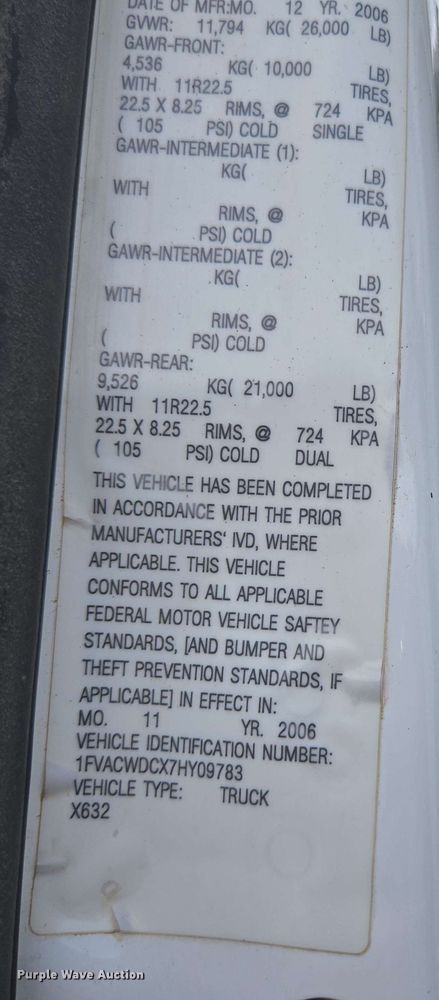 DATE OF MFR:MO. 12 YR. 2006
GVWR: 11,794 KG( 26,000 LB)
GAWR-FRONT:
4,536 KG( 10,000 LB)
WITH 11R22.5 TIRES,
22.5 X 8.25 RIMS, @ 724 KPA
( 105 PSI) COLD SINGLE
GAWR-INTERMEDIATE (1):
KG( LB)
WITH TIRES,
RIMS, @ KPA
( PSI) COLD
GAWR-INTERMEDIATE (2):
KG( LB)
WITH TIRES,
RIMS, @ KPA
( PSI) COLD
GAWR-REAR:
9,526 KG( 21,000 LB)
WITH 11R22.5 TIRES,
22.5 X 8.25 RIMS, @ 724 KPA
( 105 PSI) COLD DUAL
THIS VEHICLE HAS BEEN COMPLETED
IN ACCORDANCE WITH THE PRIOR
MANUFACTURERS' IVD, WHERE
APPLICABLE. THIS VEHICLE
CONFORMS TO ALL APPLICABLE
FEDERAL MOTOR VEHICLE SAFTEY
STANDARDS, [AND BUMPER AND
THEFT PREVENTION STANDARDS, IF
APPLICABLE] IN EFFECT IN:
MO. 11 YR. 2006
VEHICLE IDENTIFICATION NUMBER:
1FVACWDCX7HY09783
VEHICLE TYPE: TRUCK
X632
Purple Wave Auction